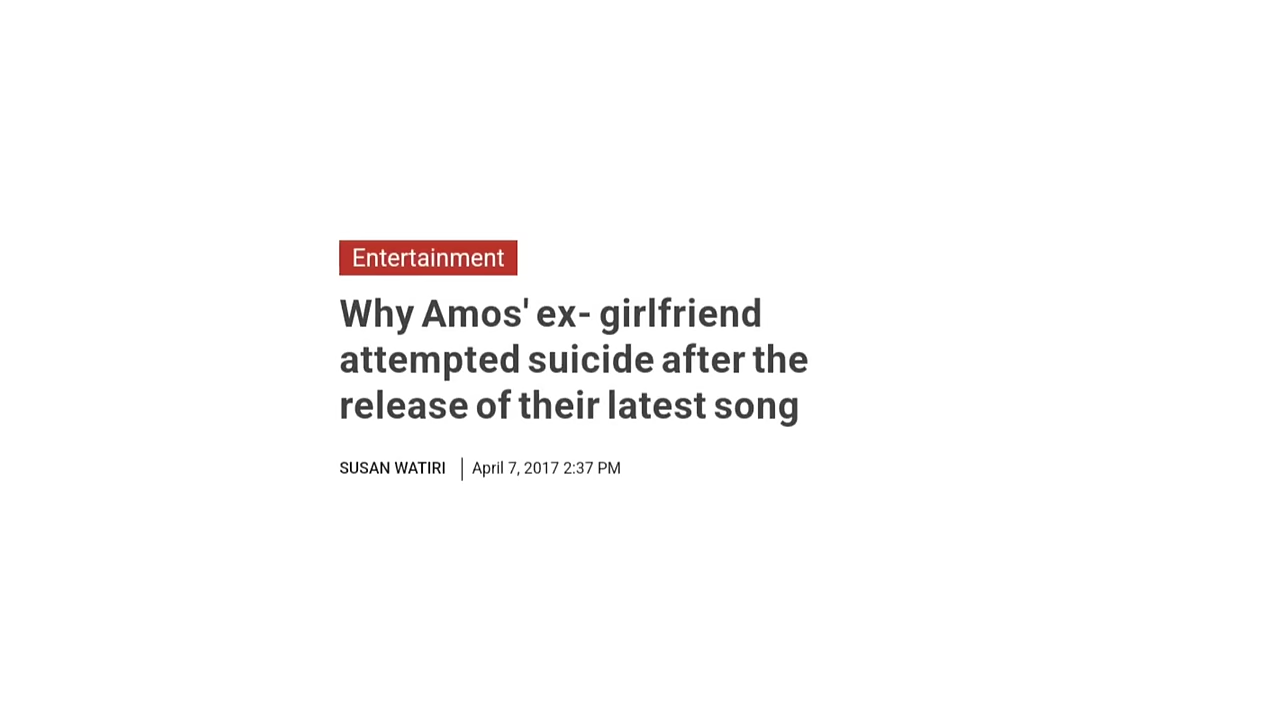 Entertainment
Why Amos' ex- girlfriend
attempted suicide after the
release of their latest song
SUSAN WATIRI | April 7, 2017 2:37 PM